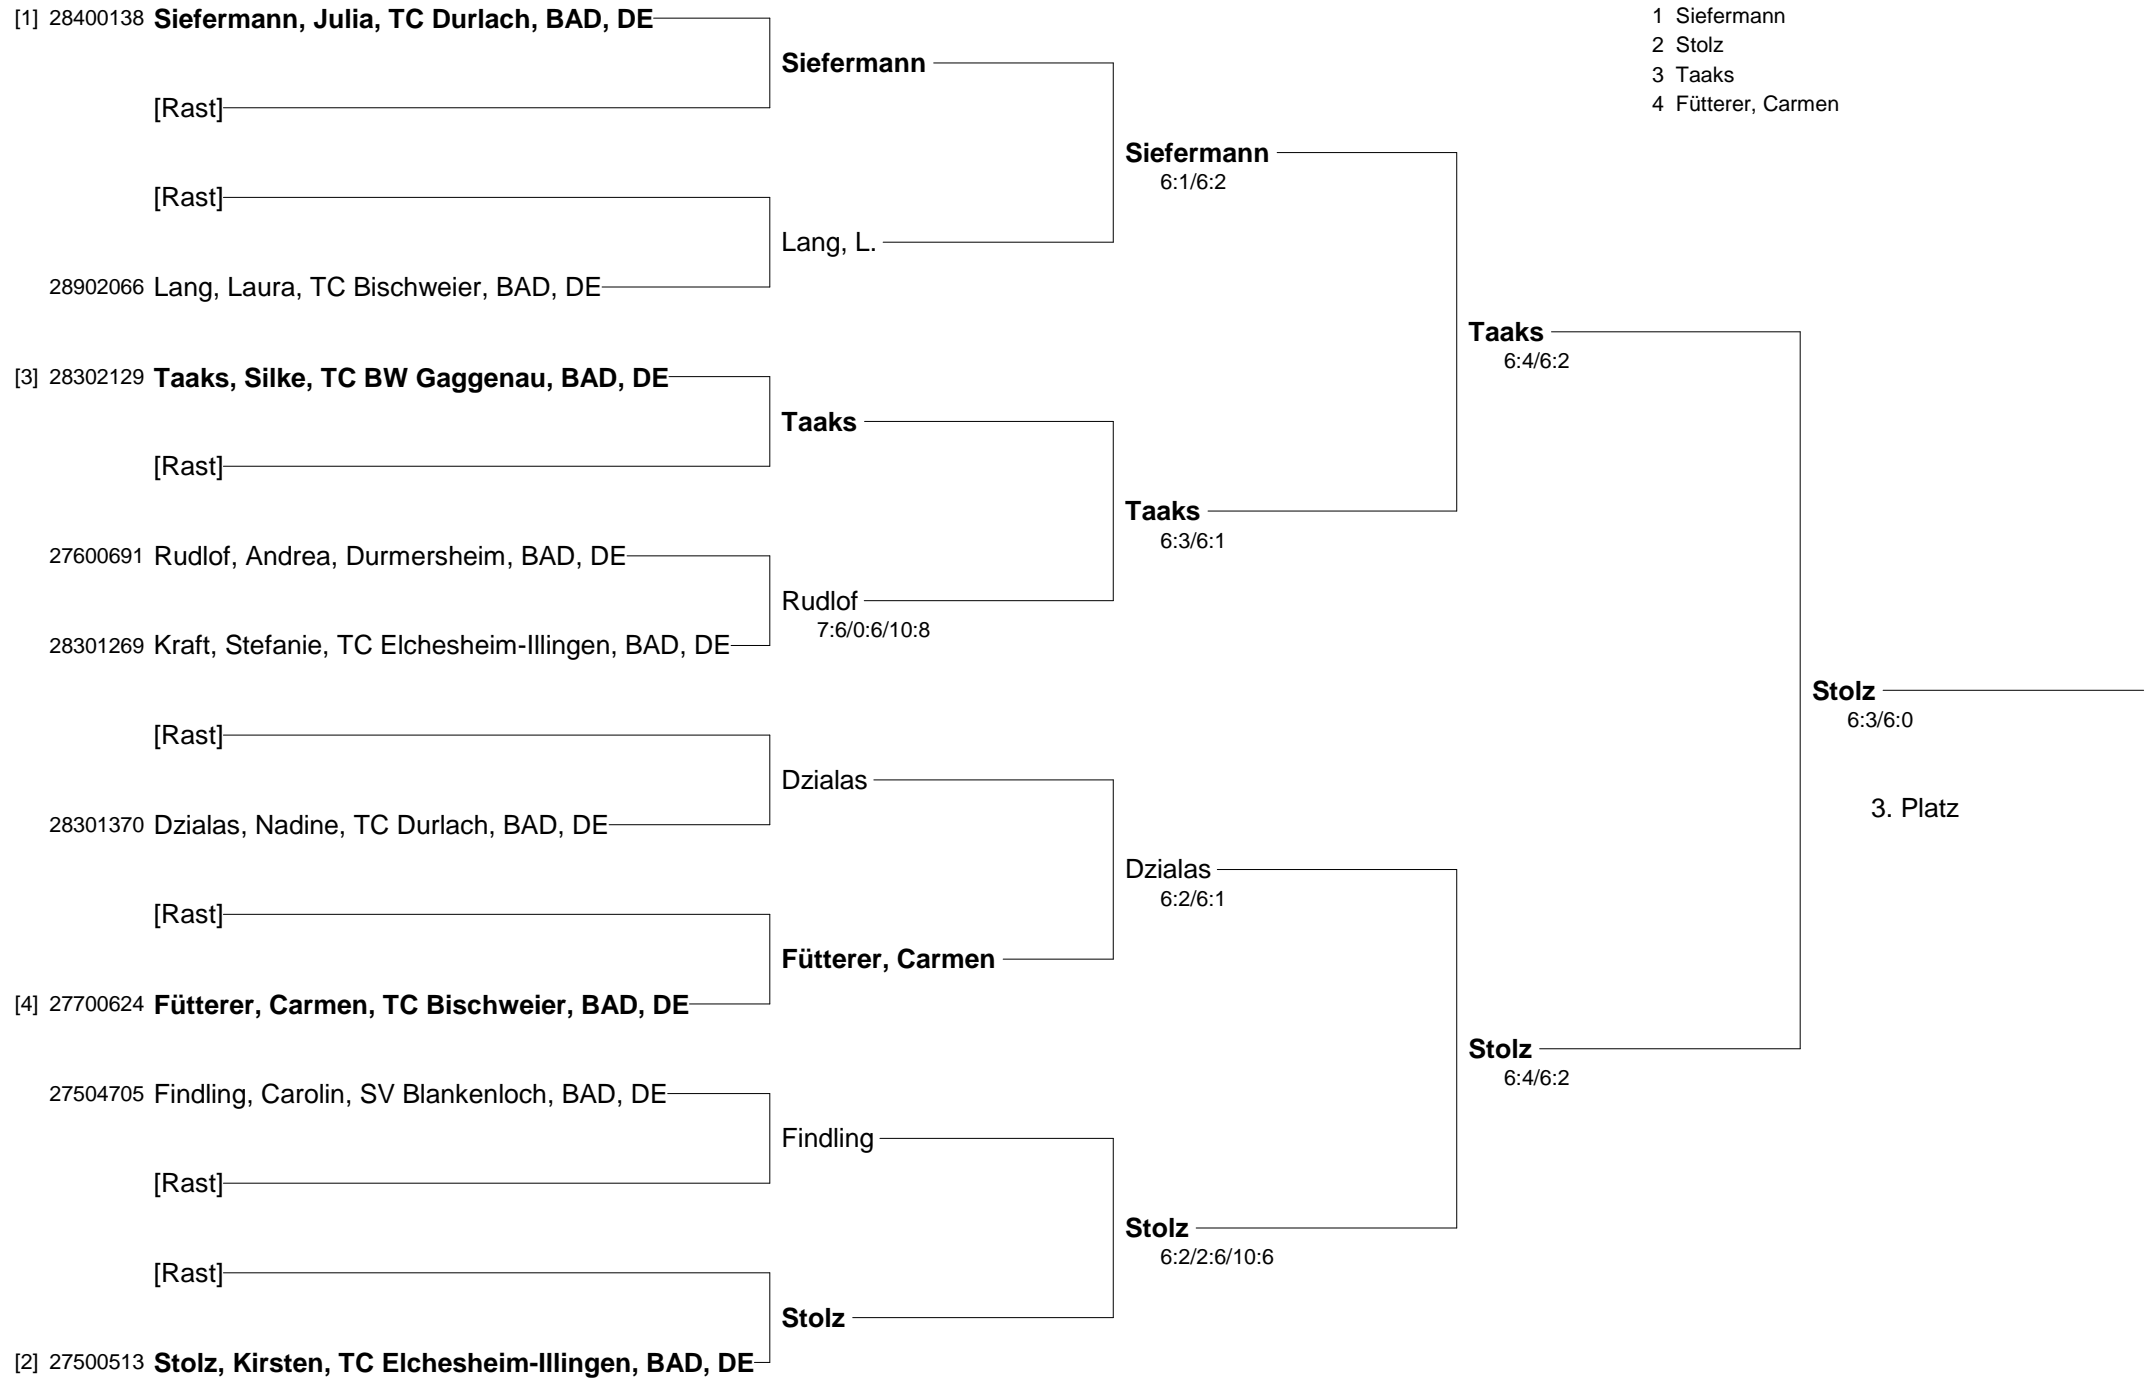 [1] 28400138 Siefermann, Julia, TC Durlach, BAD, DE
[Rast]
[Rast]
28902066 Lang, Laura, TC Bischweier, BAD, DE
[3] 28302129 Taaks, Silke, TC BW Gaggenau, BAD, DE
[Rast]
27600691 Rudlof, Andrea, Durmersheim, BAD, DE
28301269 Kraft, Stefanie, TC Elchesheim-Illingen, BAD, DE
[Rast]
28301370 Dzialas, Nadine, TC Durlach, BAD, DE
[Rast]
[4] 27700624 Fütterer, Carmen, TC Bischweier, BAD, DE
27504705 Findling, Carolin, SV Blankenloch, BAD, DE
[Rast]
[Rast]
[2] 27500513 Stolz, Kirsten, TC Elchesheim-Illingen, BAD, DE
Siefermann
Lang, L.
Taaks
Rudlof
7:6/0:6/10:8
Dzialas
Fütterer, Carmen
Findling
Stolz
Siefermann
6:1/6:2
Taaks
6:3/6:1
Dzialas
6:2/6:1
Stolz
6:2/2:6/10:6
Taaks
6:4/6:2
Stolz
6:4/6:2
Stolz
6:3/6:0
3. Platz
1 Siefermann
2 Stolz
3 Taaks
4 Fütterer, Carmen